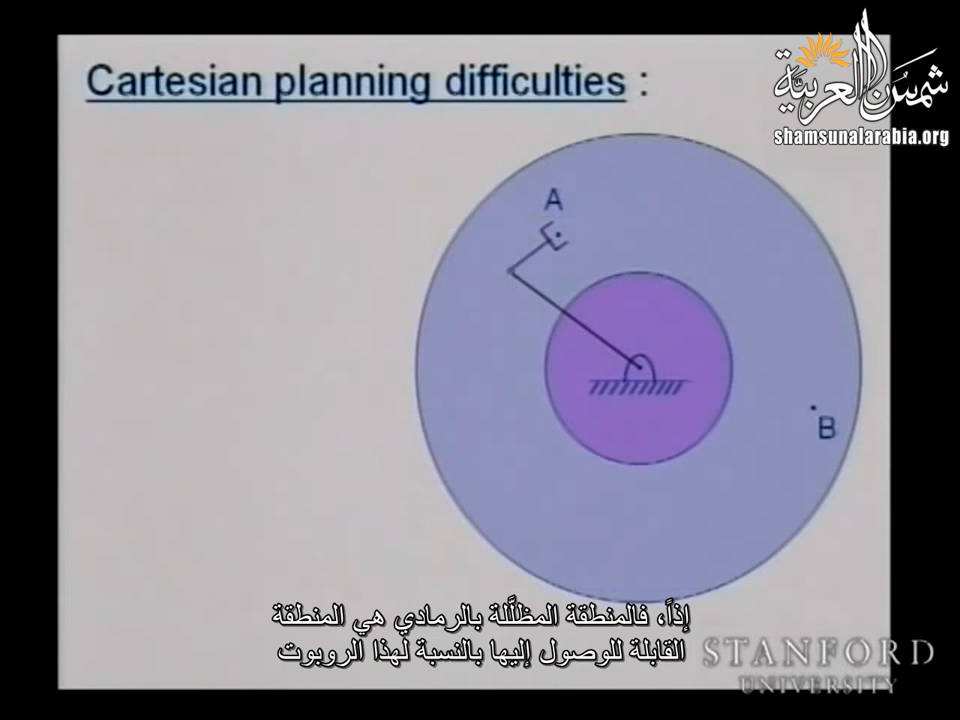 Cartesian planning difficulties :
شمس العربية
shamsunalarabia.org
A
B
إذاً، فالمنطقة المظلَّلة بالرمادي هي المنطقة
القابلة للوصول إليها بالنسبة لهذا الروبوت
STANFORD
UNIVERSITY